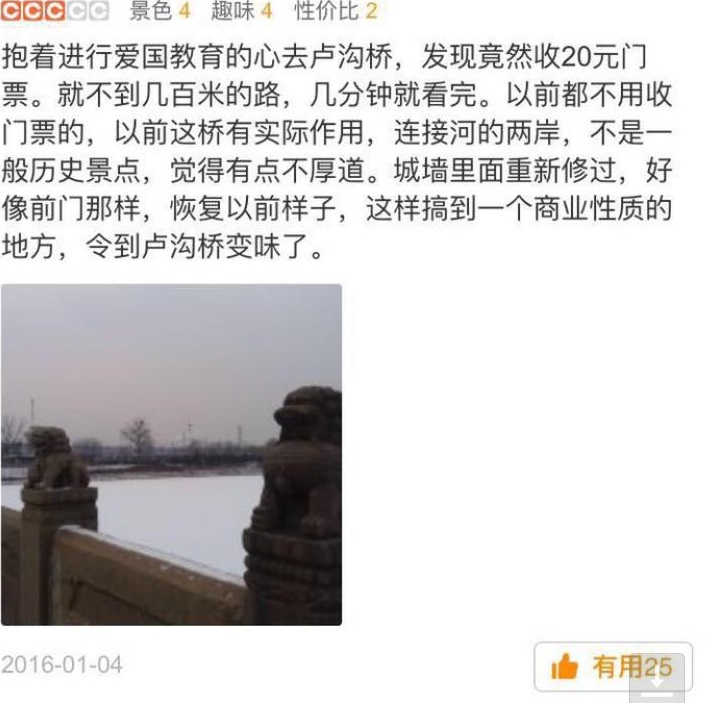 CCCCC 景色 4 趣味 4 性价比 2
抱着进行爱国教育的心去卢沟桥，发现竟然收20元门
票。就不到几百米的路，几分钟就看完。以前都不用收
门票的，以前这桥有实际作用，连接河的两岸，不是一
般历史景点，觉得有点不厚道。城墙里面重新修过，好
像前门那样，恢复以前样子，这样搞到一个商业性质的
地方，令到卢沟桥变味了。
2016-01-04
有用25